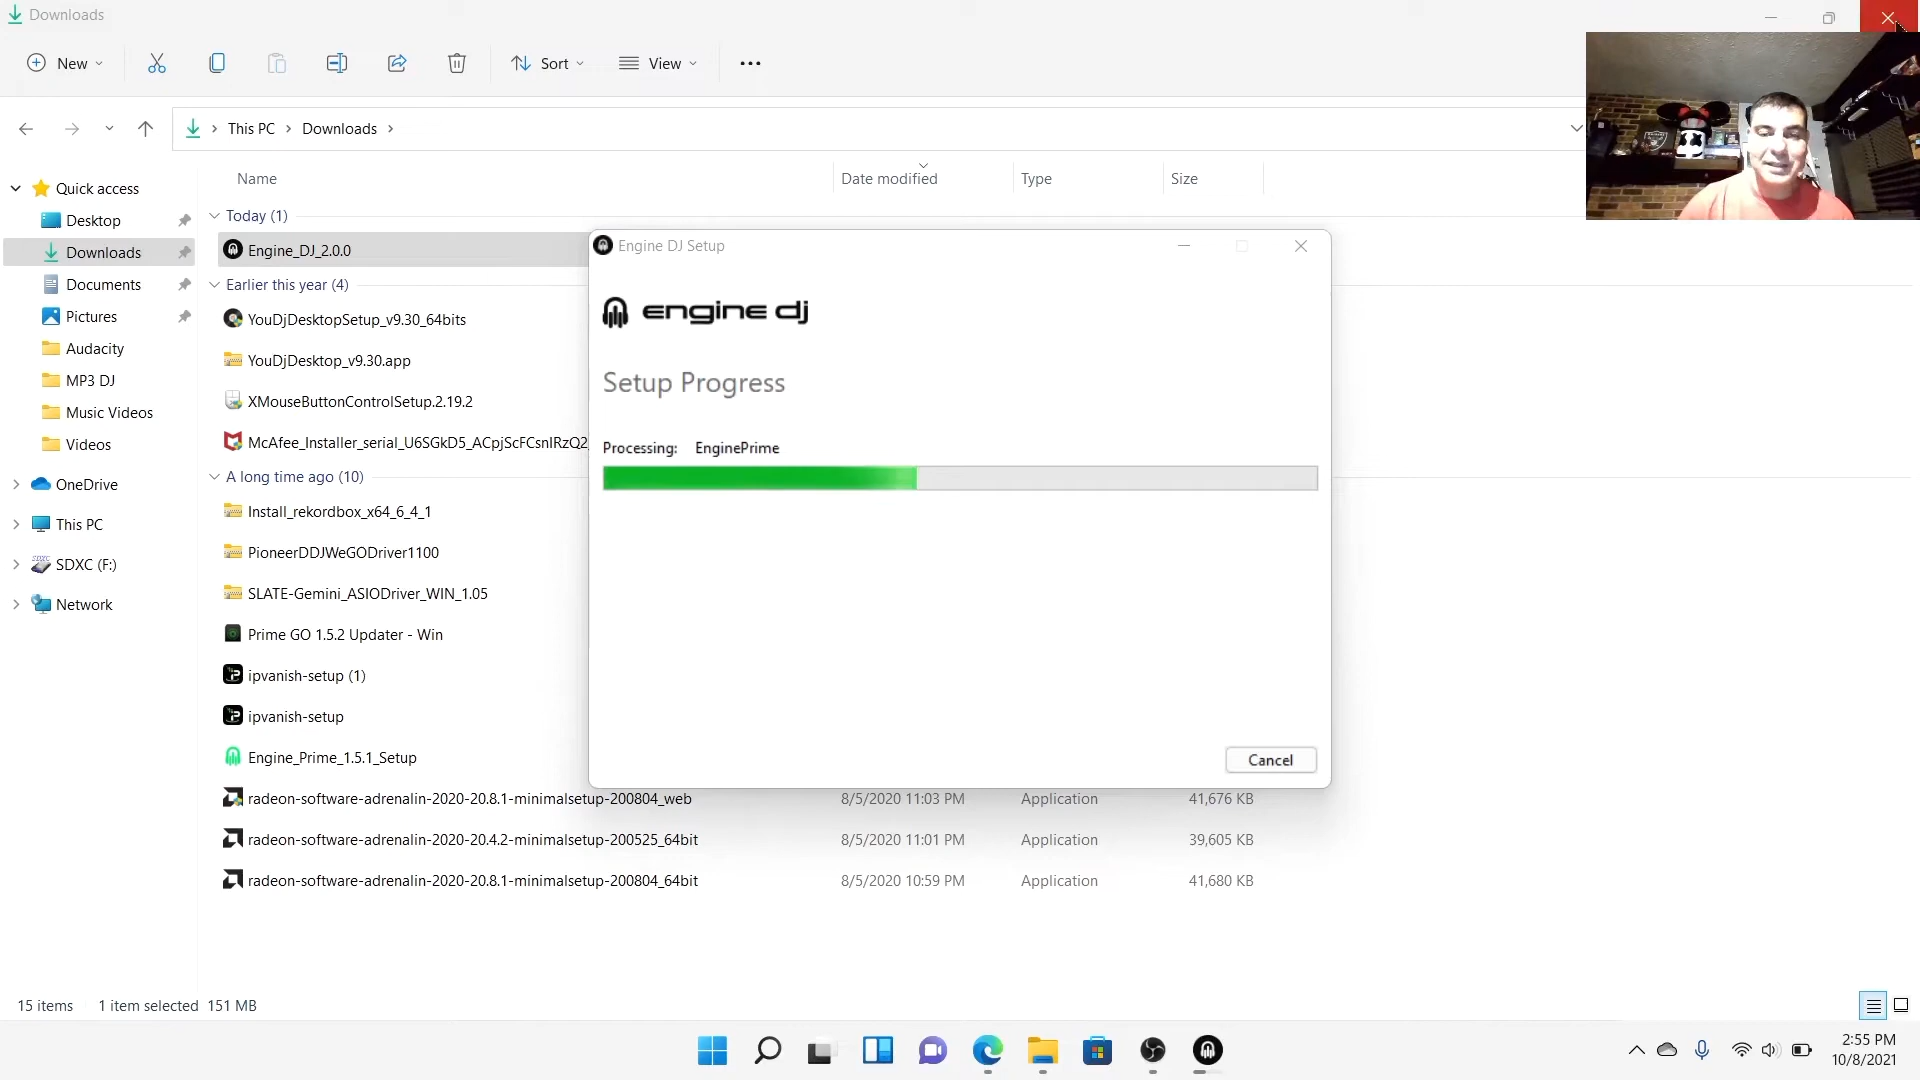 Downloads
New
Sort
View
This PC > Downloads >
Name
Date modified
Type
Size
Quick access
Desktop
Downloads
Documents
Pictures
Audacity
MP3 DJ
Music Videos
Videos
OneDrive
This PC
SDXC (F:)
Network
Today (1)
Engine_DJ_2.0.0
Earlier this year (4)
YouDjDesktopSetup_v9.30_64bits
YouDjDesktop_v9.30.app
XMouseButtonControlSetup.2.19.2
McAfee_Installer_serial_U6SGkD5_ACpjScFCsnIRzQ2_
A long time ago (10)
Install_rekordbox_x64_6_4_1
PioneerDDJWeGODriver1100
SLATE-Gemini_ASIODriver_WIN_1.05
Prime GO 1.5.2 Updater - Win
ipvanish-setup (1)
ipvanish-setup
Engine_Prime_1.5.1_Setup
radeon-software-adrenalin-2020-20.8.1-minimalsetup-200804_web 8/5/2020 11:03 PM Application 41,676 KB
radeon-software-adrenalin-2020-20.4.2-minimalsetup-200525_64bit 8/5/2020 11:01 PM Application 39,605 KB
radeon-software-adrenalin-2020-20.8.1-minimalsetup-200804_64bit 8/5/2020 10:59 PM Application 41,680 KB
Engine DJ Setup
engine dj
Setup Progress
Processing: EnginePrime
Cancel
15 items 1 item selected 151 MB
2:55 PM
10/8/2021